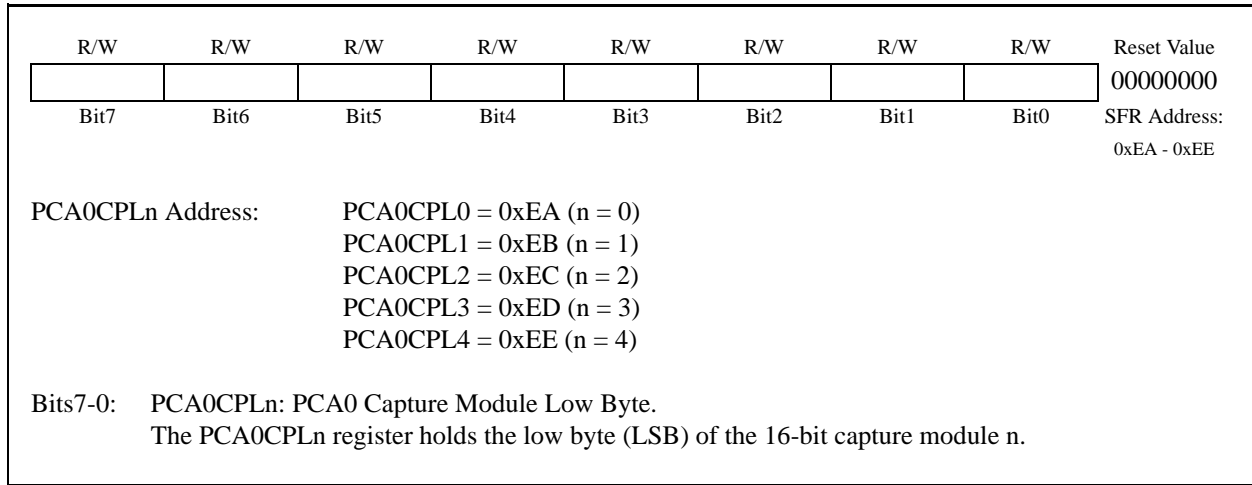 R/W R/W R/W R/W R/W R/W R/W R/W Reset Value
00000000
Bit7 Bit6 Bit5 Bit4 Bit3 Bit2 Bit1 Bit0 SFR Address:
0xEA - 0xEE
PCA0CPLn Address: PCA0CPL0 = 0xEA (n = 0)
PCA0CPL1 = 0xEB (n = 1)
PCA0CPL2 = 0xEC (n = 2)
PCA0CPL3 = 0xED (n = 3)
PCA0CPL4 = 0xEE (n = 4)
Bits7-0: PCA0CPLn: PCA0 Capture Module Low Byte.
The PCA0CPLn register holds the low byte (LSB) of the 16-bit capture module n.